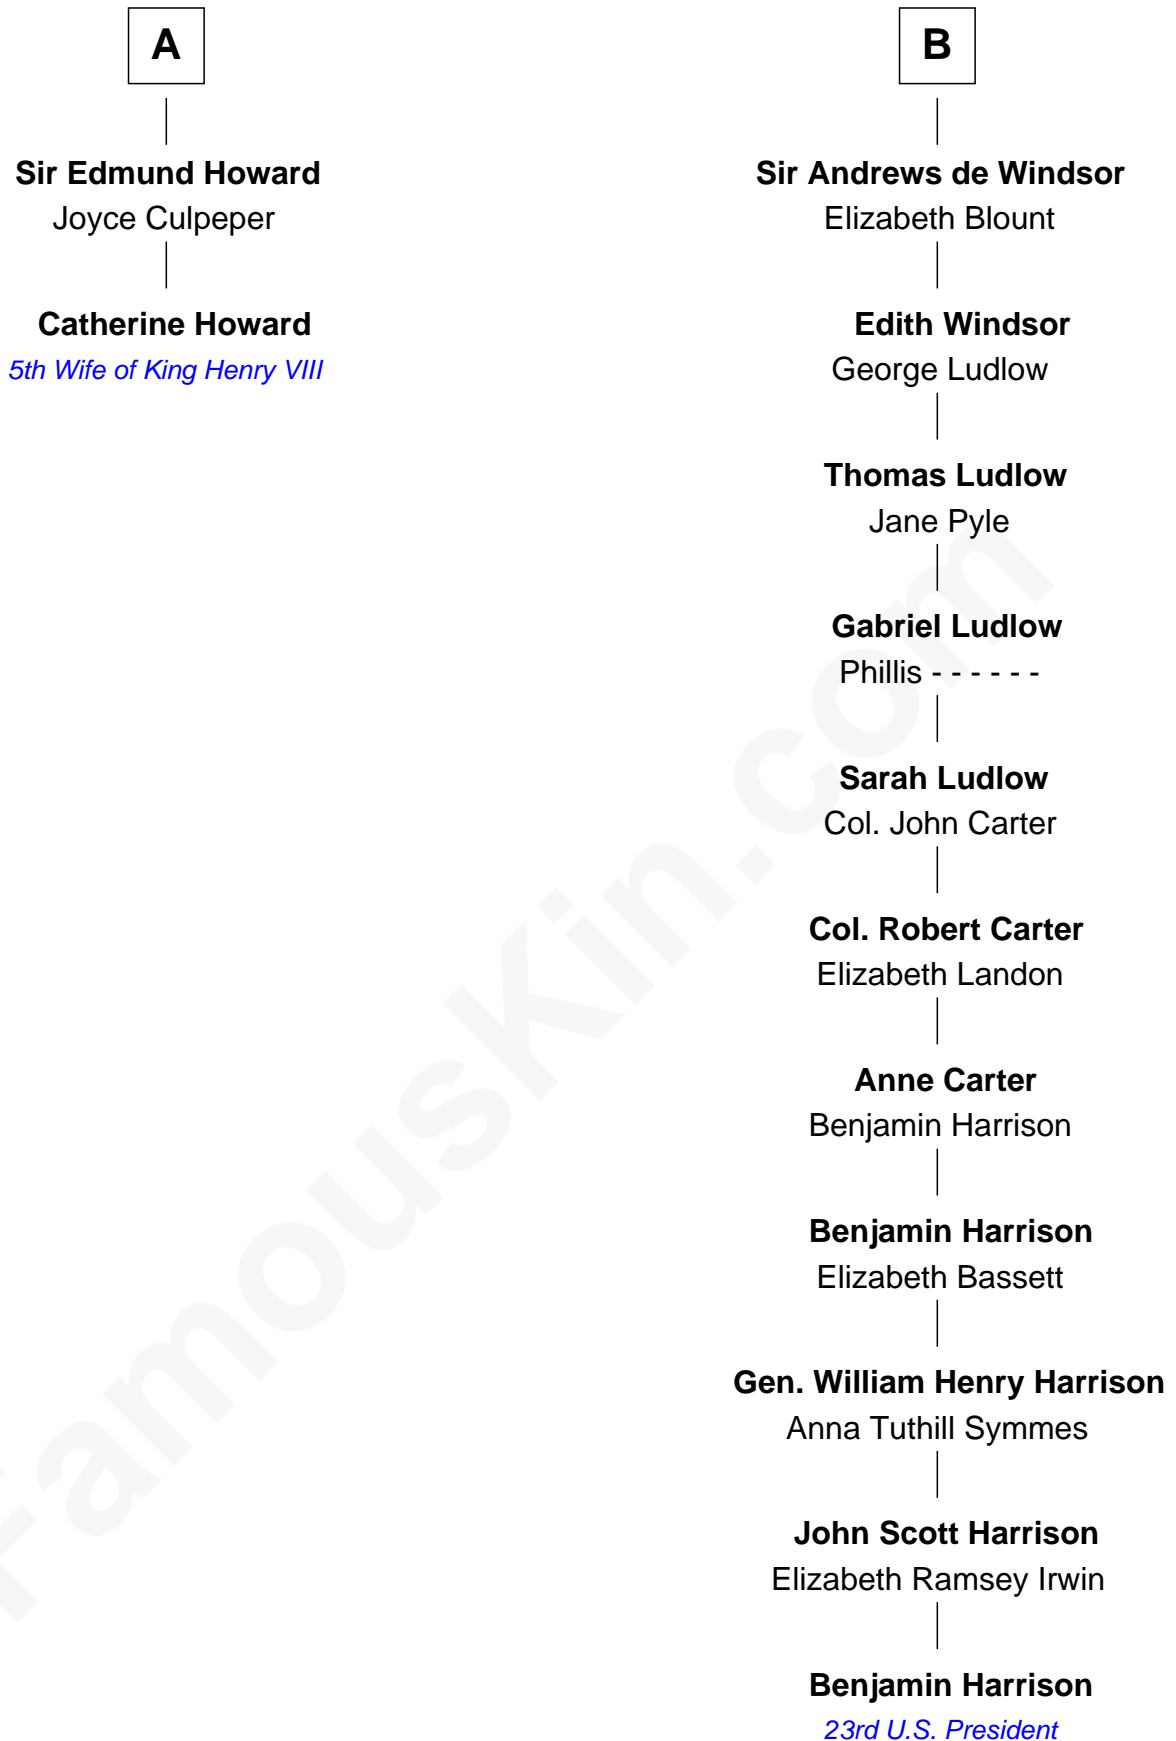 A
Sir Edmund Howard
Joyce Culpeper
Catherine Howard
5th Wife of King Henry VIII
B
Sir Andrews de Windsor
Elizabeth Blount
Edith Windsor
George Ludlow
Thomas Ludlow
Jane Pyle
Gabriel Ludlow
Phillis - - - - - -
Sarah Ludlow
Col. John Carter
Col. Robert Carter
Elizabeth Landon
Anne Carter
Benjamin Harrison
Benjamin Harrison
Elizabeth Bassett
Gen. William Henry Harrison
Anna Tuthill Symmes
John Scott Harrison
Elizabeth Ramsey Irwin
Benjamin Harrison
23rd U.S. President
FamousKin.com